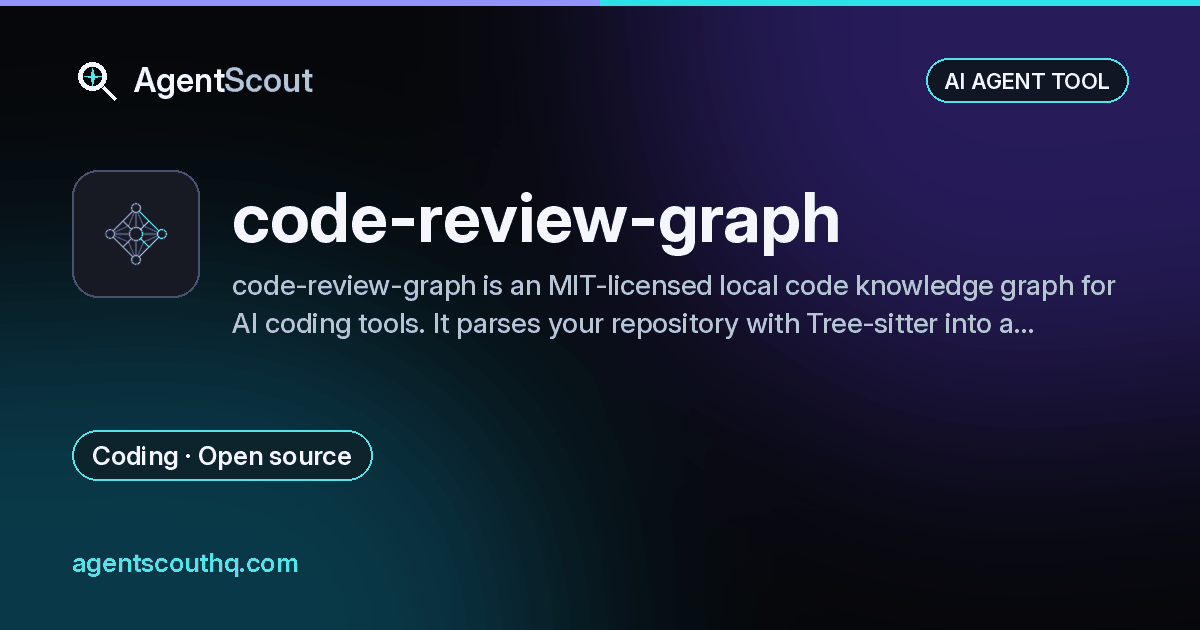 AgentScout
AI AGENT TOOL
code-review-graph
code-review-graph is an MIT-licensed local code knowledge graph for
AI coding tools. It parses your repository with Tree-sitter into a...
Coding · Open source
agentscouthq.com